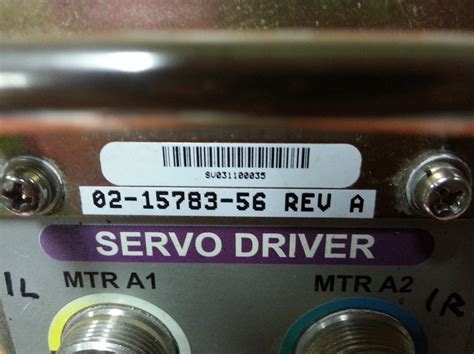 SV031100035
02-15783-56 REV A
SERVO DRIVER
1L MTR A1 MTR A2 1R